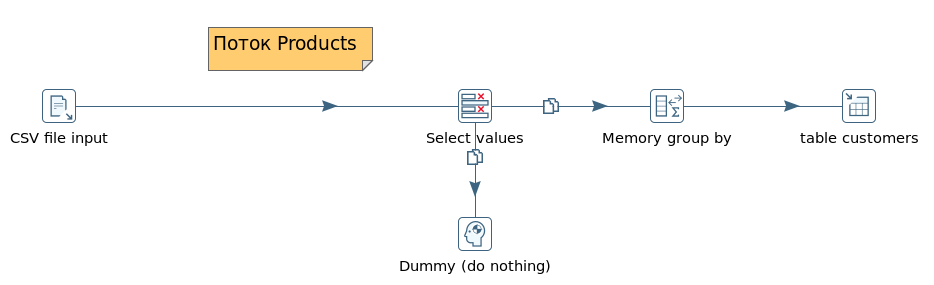 Поток Products
CSV file input
Select values
Memory group by
table customers
Dummy (do nothing)